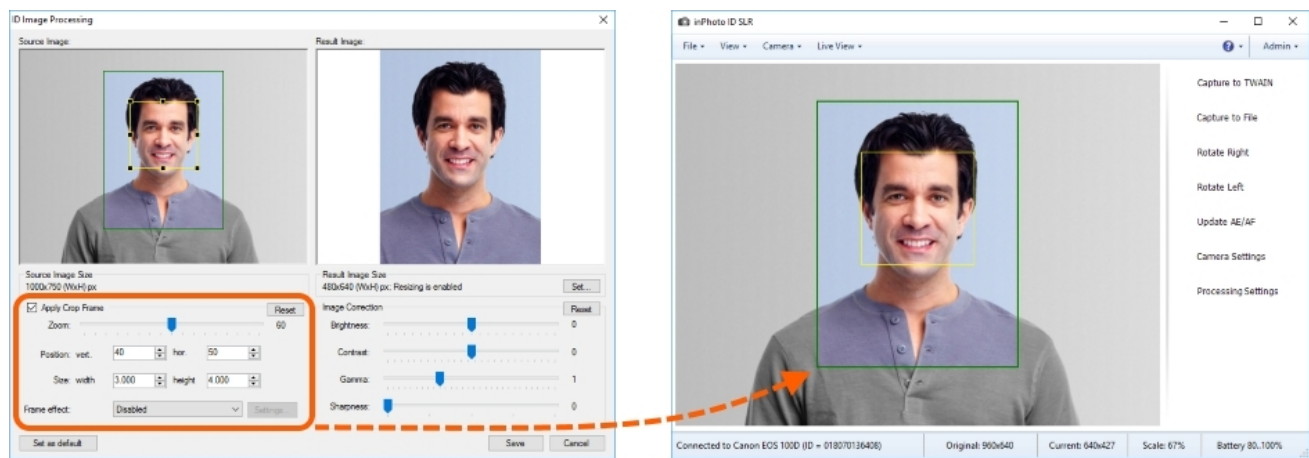 ID Image Processing
Source Image:
Result Image:
Source Image Size
1000x750 (WxH) px
Result Image Size
480x640 (WxH) px; Resizing is enabled
Set...
Apply Crop Frame
Reset
Zoom:
60
Position: vert.
40
hor.
50
Size: width
3.000
height
4.000
Frame effect:
Disabled
Settings...
Image Correction
Reset
Brightness:
0
Contrast:
0
Gamma:
1
Sharpness:
0
Set as default
Save
Cancel
inPhoto ID SLR
File
View
Camera
Live View
?
Admin
Capture to TWAIN
Capture to File
Rotate Right
Rotate Left
Update AE/AF
Camera Settings
Processing Settings
Connected to Canon EOS 100D (ID = 018070136408)
Original: 960x640
Current: 640x427
Scale: 67%
Battery 80..100%